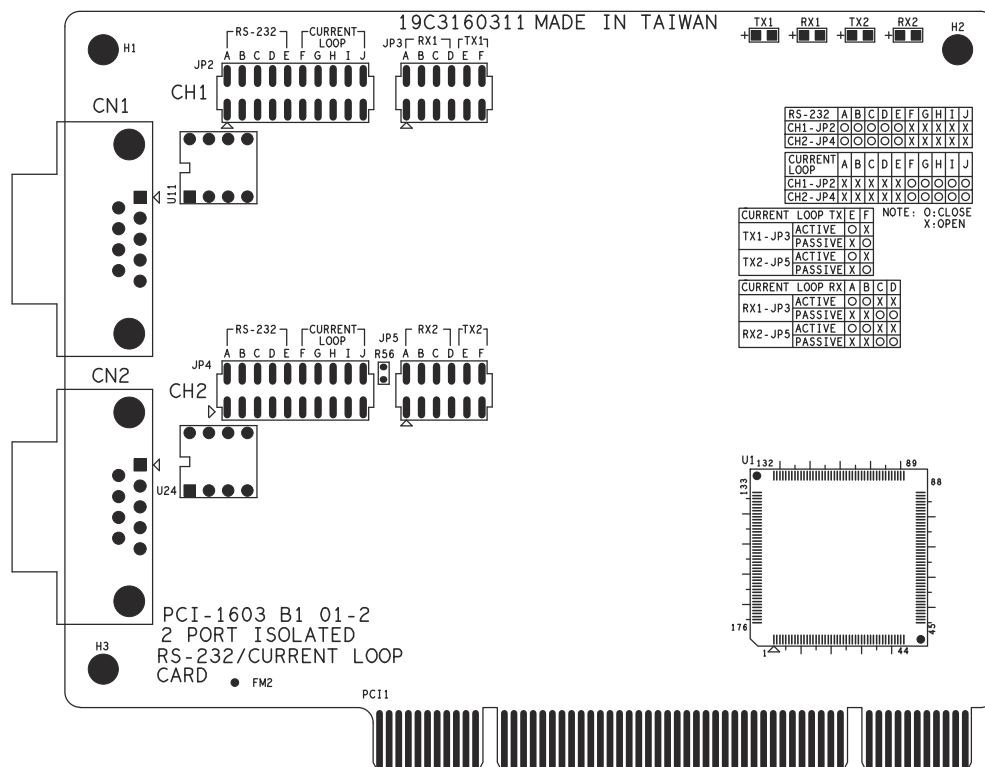 19C3160311 MADE IN TAIWAN
TX1 RX1 TX2 RX2
+ + + +
H1
H2
RS-232 CURRENT LOOP
JP3 RX1 TX1
JP2 A B C D E F G H I J
A B C D E F
CH1
CN1
U11
RS-232 A B C D E F G H I J
CH1-JP2 O O O O O X X X X X
CH2-JP4 O O O O O X X X X X
CURRENT LOOP A B C D E F G H I J
CH1-JP2 X X X X X O O O O O
CH2-JP4 X X X X X O O O O O
NOTE: O:CLOSE
X:OPEN
CURRENT LOOP TX E F
TX1-JP3 ACTIVE O X
PASSIVE X O
TX2-JP5 ACTIVE O X
PASSIVE X O
CURRENT LOOP RX A B C D
RX1-JP3 ACTIVE O O X X
PASSIVE X X O O
RX2-JP5 ACTIVE O O X X
PASSIVE X X O O
RS-232 CURRENT LOOP
JP5 RX2 TX2
R56
JP4 A B C D E F G H I J
A B C D E F
CN2
CH2
U24
U1 132 89
133 88
176 45
1 44
PCI-1603 B1 01-2
2 PORT ISOLATED
RS-232/CURRENT LOOP
CARD
H3
FM2
PCI1